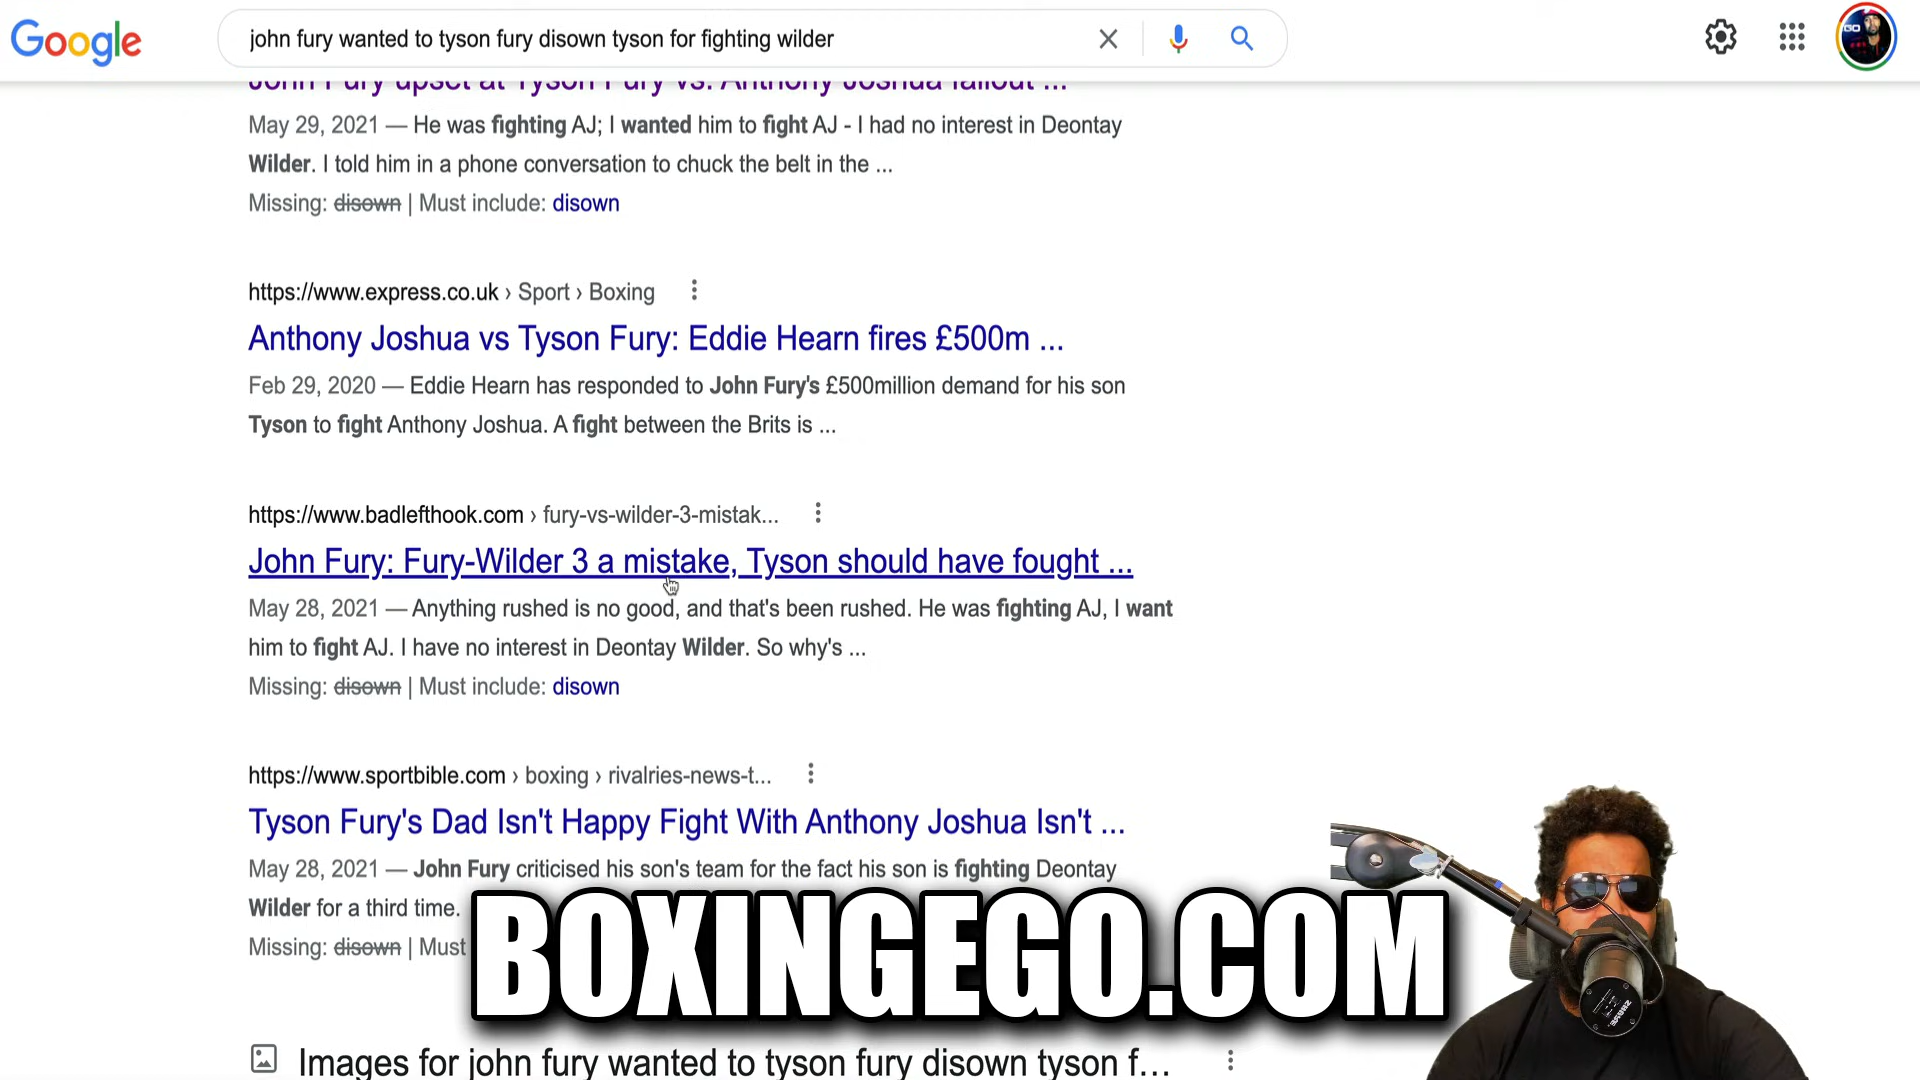 Google
john fury wanted to tyson fury disown tyson for fighting wilder
John Fury upset at Tyson Fury vs. Anthony Joshua fallout ...
May 29, 2021 — He was fighting AJ; I wanted him to fight AJ - I had no interest in Deontay
Wilder. I told him in a phone conversation to chuck the belt in the ...
Missing: disown | Must include: disown
https://www.express.co.uk › Sport › Boxing
Anthony Joshua vs Tyson Fury: Eddie Hearn fires £500m ...
Feb 29, 2020 — Eddie Hearn has responded to John Fury's £500million demand for his son
Tyson to fight Anthony Joshua. A fight between the Brits is ...
https://www.badlefthook.com › fury-vs-wilder-3-mistak...
John Fury: Fury-Wilder 3 a mistake, Tyson should have fought ...
May 28, 2021 — Anything rushed is no good, and that's been rushed. He was fighting AJ, I want
him to fight AJ. I have no interest in Deontay Wilder. So why's ...
Missing: disown | Must include: disown
https://www.sportbible.com › boxing › rivalries-news-t...
Tyson Fury's Dad Isn't Happy Fight With Anthony Joshua Isn't ...
May 28, 2021 — John Fury criticised his son's team for the fact his son is fighting Deontay
Wilder for a third time.
Missing: disown | Must
BOXINGEGO.COM
Images for john fury wanted to tyson fury disown tyson f...